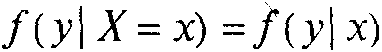 f(y| X = x) = f(y| x)